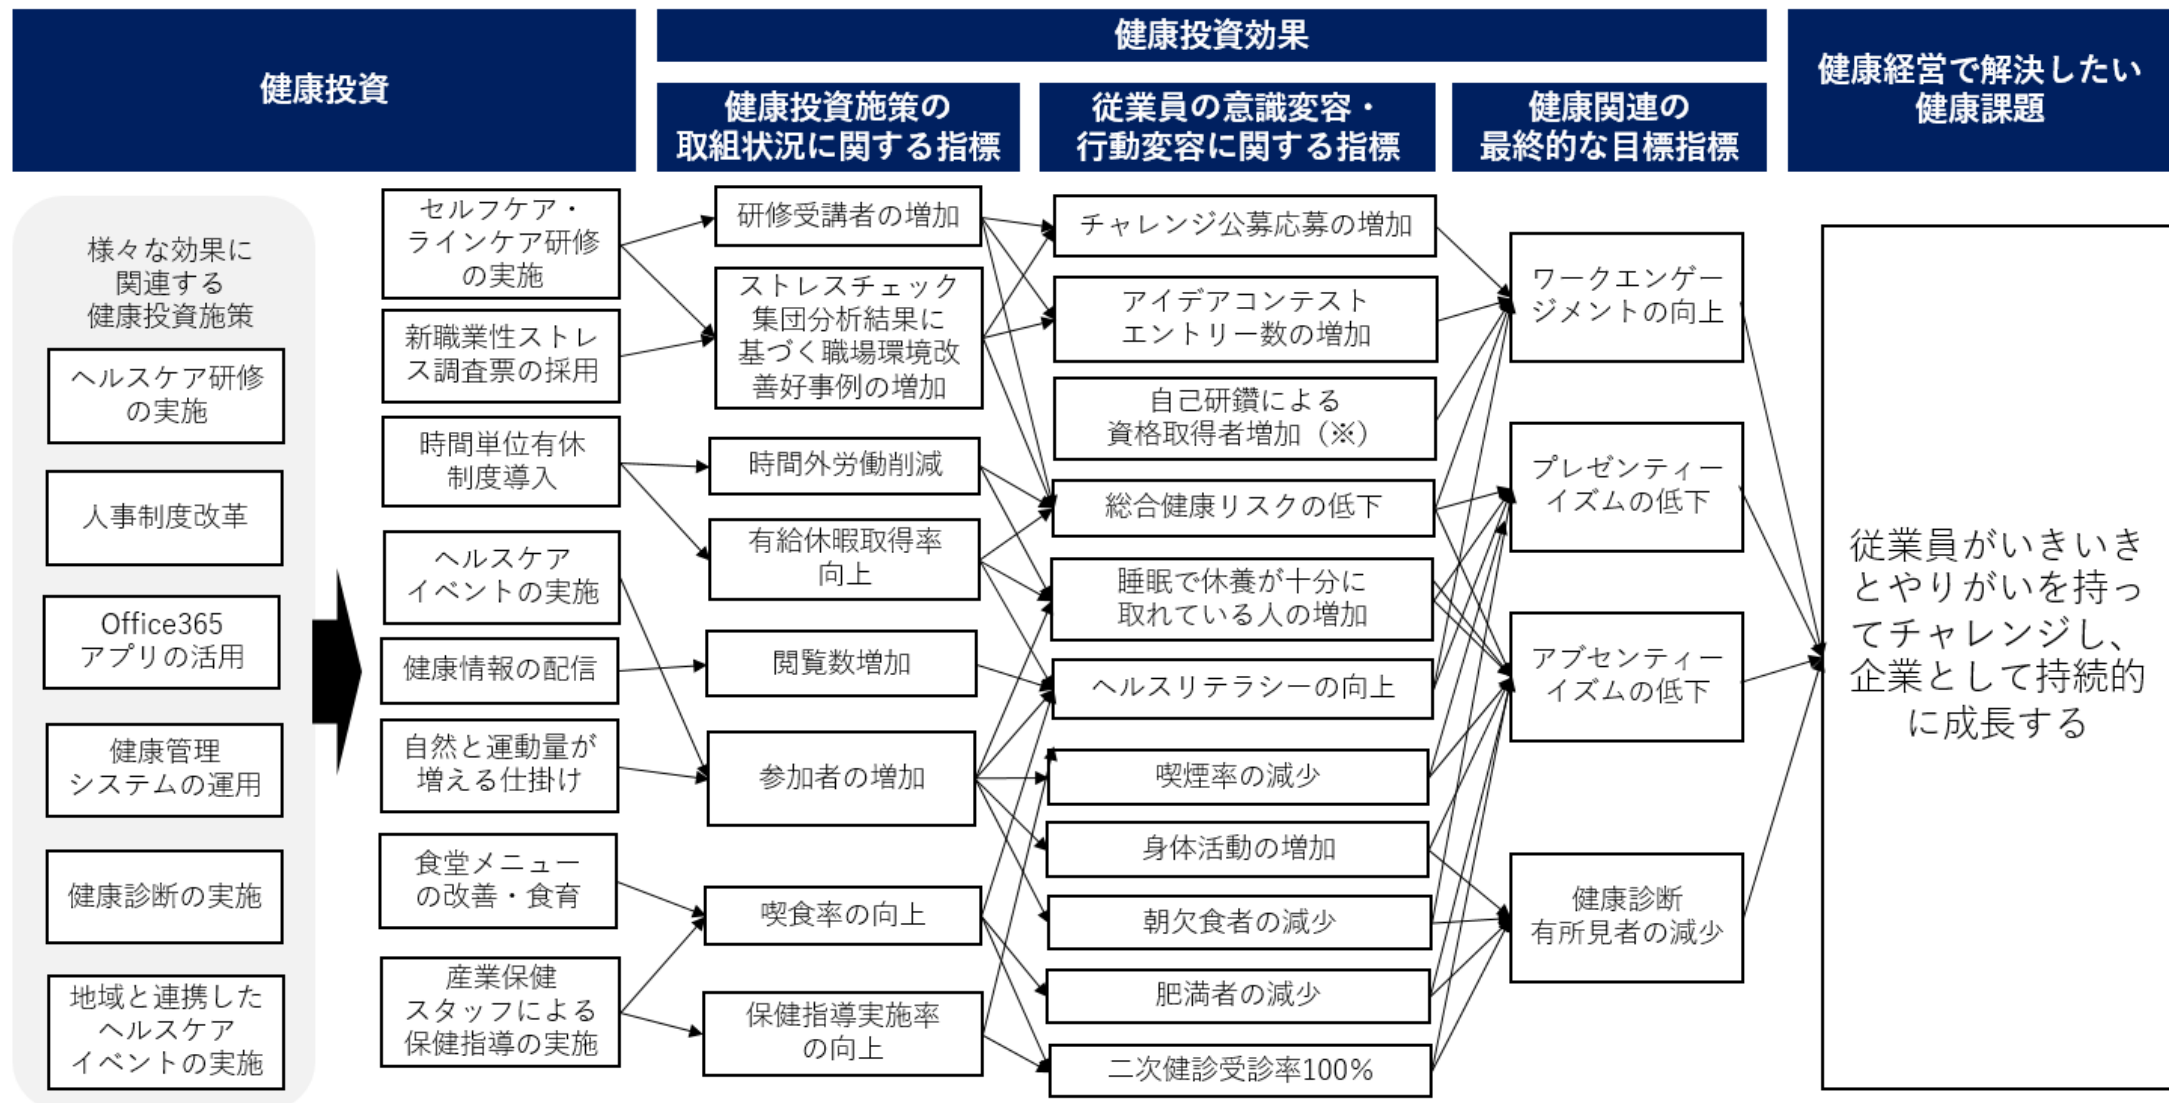 健康投資
健康投資効果
健康経営で解決したい
健康課題
健康投資施策の
取組状況に関する指標
従業員の意識変容・
行動変容に関する指標
健康関連の
最終的な目標指標
様々な効果に
関連する
健康投資施策
ヘルスケア研修
の実施
人事制度改革
Office365
アプリの活用
健康管理
システムの運用
健康診断の実施
地域と連携した
ヘルスケア
イベントの実施
セルフケア・
ラインケア研修
の実施
新職業性ストレ
ス調査票の採用
時間単位有休
制度導入
ヘルスケア
イベントの実施
健康情報の配信
自然と運動量が
増える仕掛け
食堂メニュー
の改善・食育
産業保健
スタッフによる
保健指導の実施
研修受講者の増加
ストレスチェック
集団分析結果に
基づく職場環境改
善好事例の増加
時間外労働削減
有給休暇取得率
向上
閲覧数増加
参加者の増加
喫食率の向上
保健指導実施率
の向上
チャレンジ公募応募の増加
アイデアコンテスト
エントリー数の増加
自己研鑽による
資格取得者増加（※）
総合健康リスクの低下
睡眠で休養が十分に
取れている人の増加
ヘルスリテラシーの向上
喫煙率の減少
身体活動の増加
朝欠食者の減少
肥満者の減少
二次健診受診率100%
ワークエンゲー
ジメントの向上
プレゼンティー
イズムの低下
アブセンティー
イズムの低下
健康診断
有所見者の減少
従業員がいきいき
とやりがいを持っ
てチャレンジし、
企業として持続的
に成長する